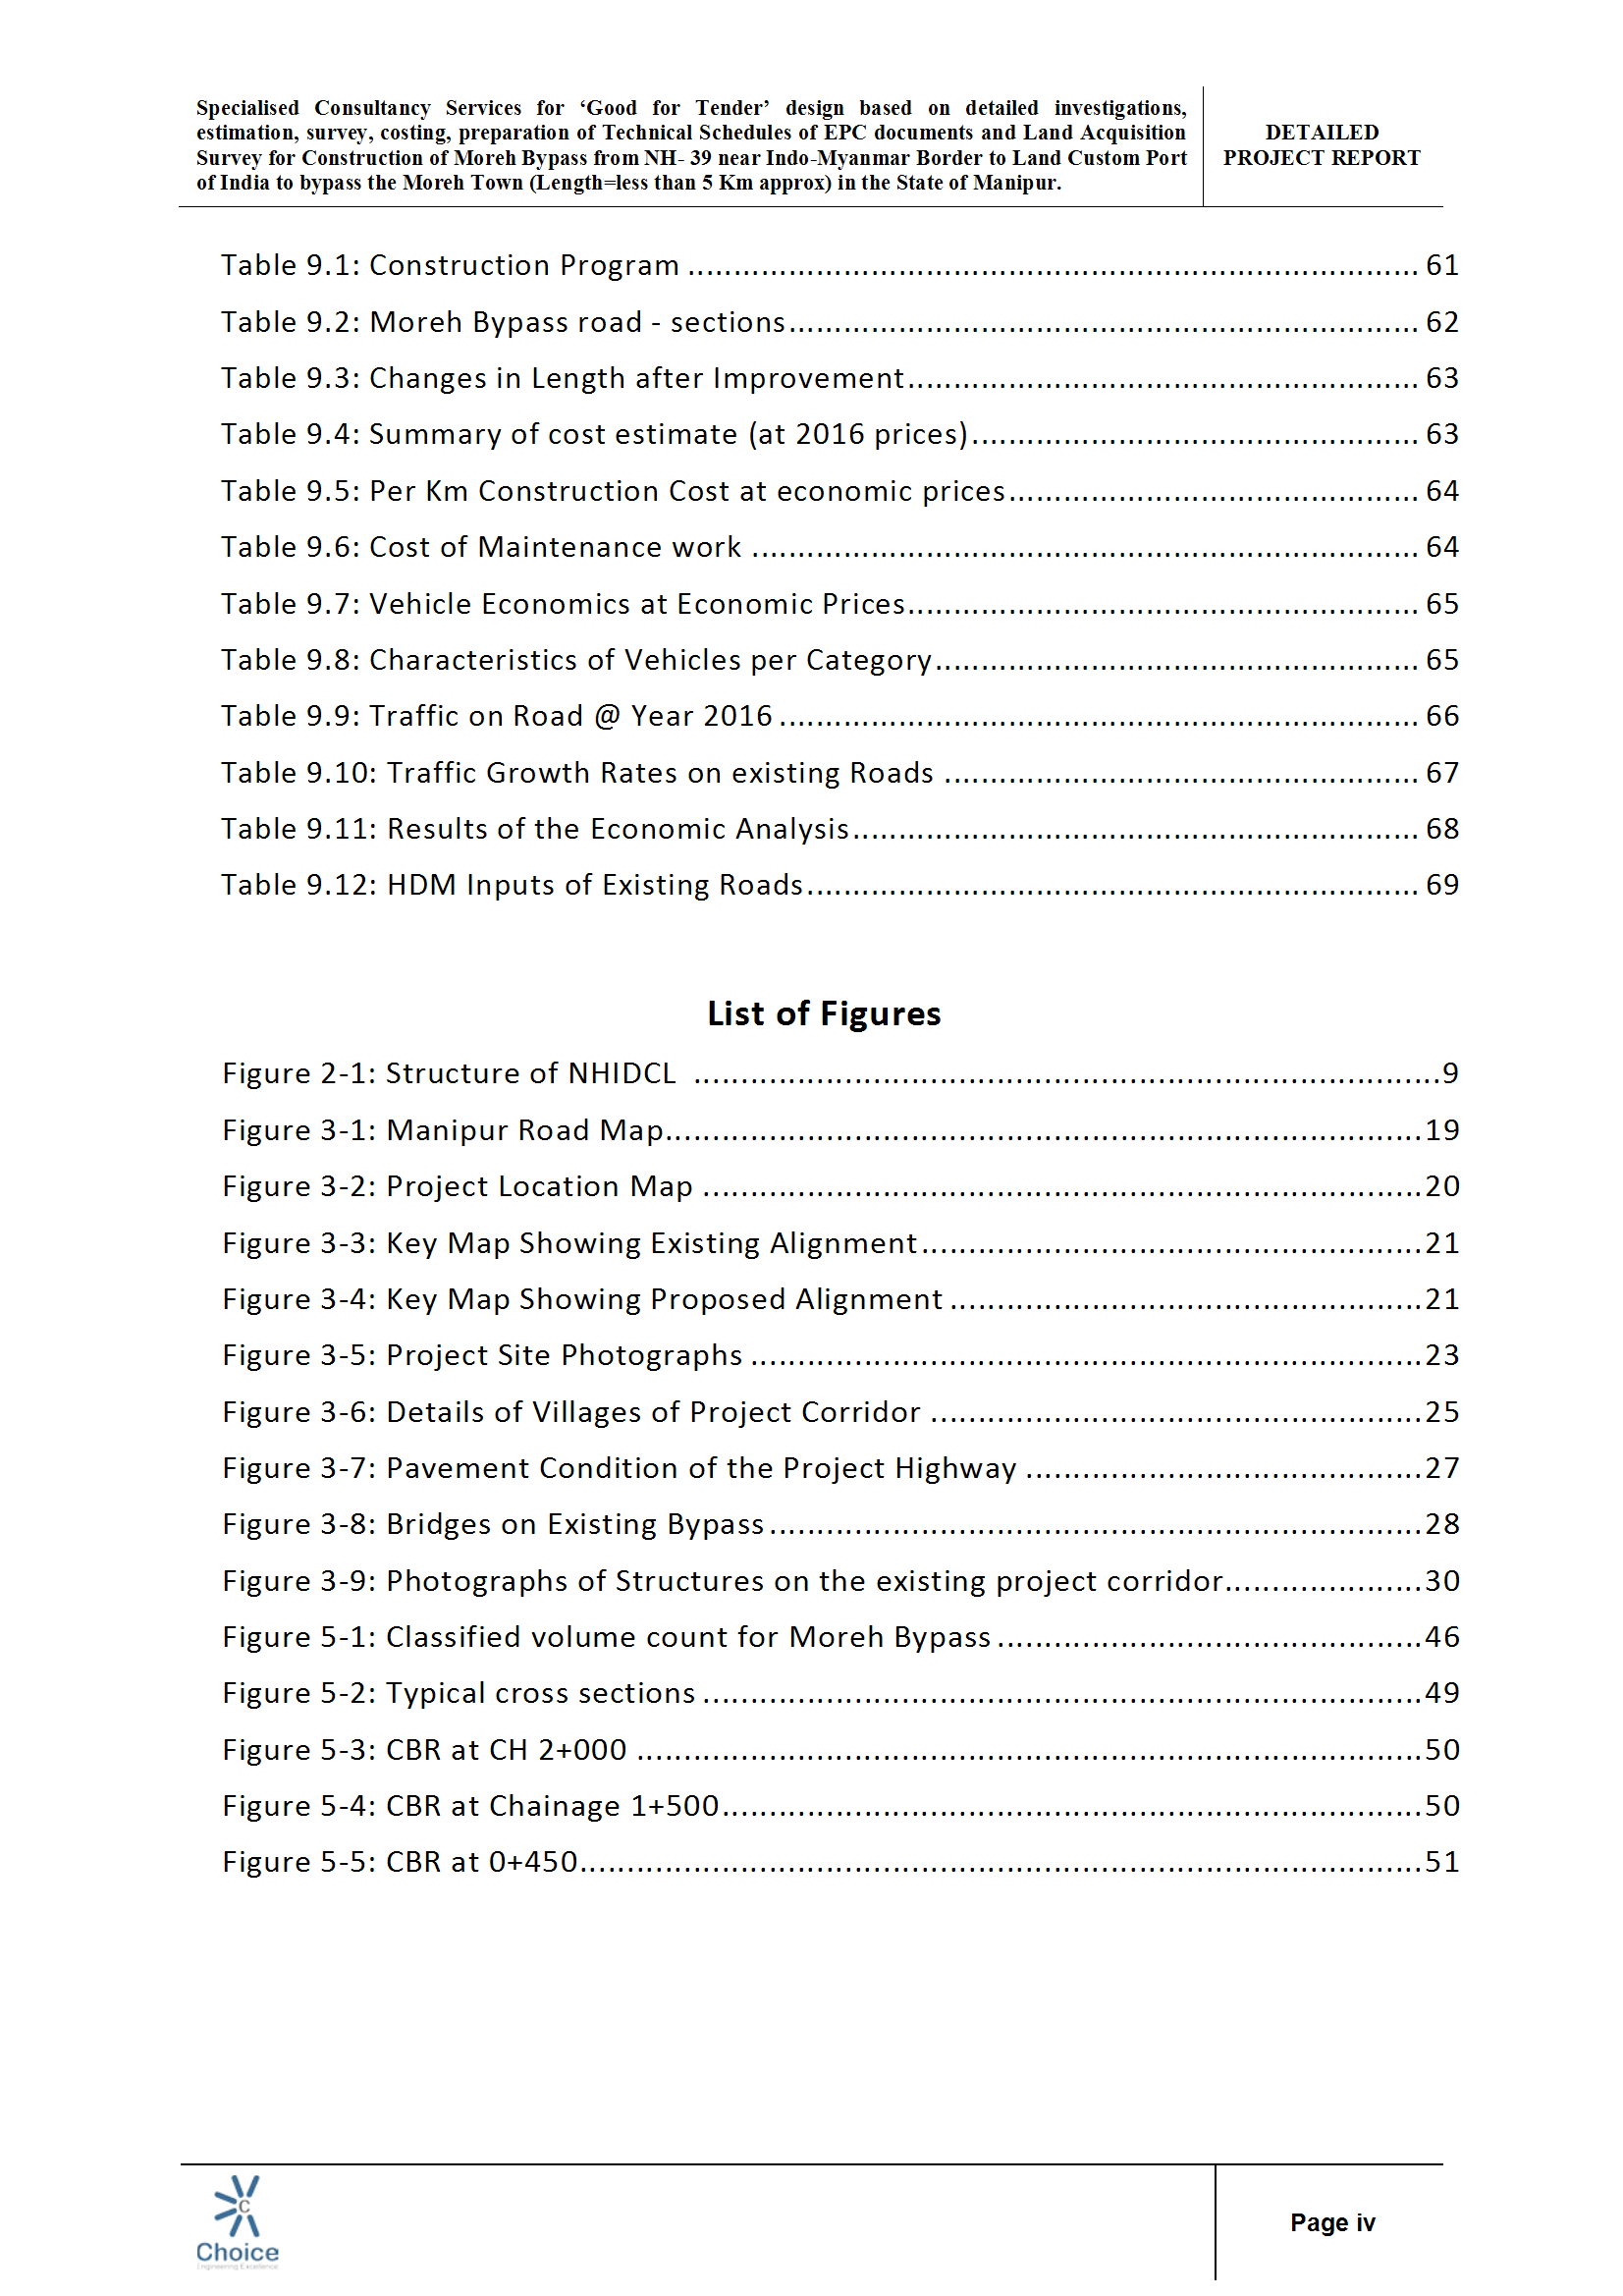 Specialised Consultancy Services for ‘Good for Tender’ design based on detailed investigations,
estimation, survey, costing, preparation of Technical Schedules of EPC documents and Land Acquisition
Survey for Construction of Moreh Bypass from NH- 39 near Indo-Myanmar Border to Land Custom Port
of India to bypass the Moreh Town (Length=less than 5 Km approx) in the State of Manipur.
DETAILED
PROJECT REPORT
Table 9.1: Construction Program ........ 61
Table 9.2: Moreh Bypass road - sections........ 62
Table 9.3: Changes in Length after Improvement........ 63
Table 9.4: Summary of cost estimate (at 2016 prices)........ 63
Table 9.5: Per Km Construction Cost at economic prices........ 64
Table 9.6: Cost of Maintenance work ........ 64
Table 9.7: Vehicle Economics at Economic Prices........ 65
Table 9.8: Characteristics of Vehicles per Category........ 65
Table 9.9: Traffic on Road @ Year 2016 ........ 66
Table 9.10: Traffic Growth Rates on existing Roads ........ 67
Table 9.11: Results of the Economic Analysis........ 68
Table 9.12: HDM Inputs of Existing Roads........ 69
List of Figures
Figure 2-1: Structure of NHIDCL ........9
Figure 3-1: Manipur Road Map........19
Figure 3-2: Project Location Map ........20
Figure 3-3: Key Map Showing Existing Alignment........21
Figure 3-4: Key Map Showing Proposed Alignment ........21
Figure 3-5: Project Site Photographs ........23
Figure 3-6: Details of Villages of Project Corridor ........25
Figure 3-7: Pavement Condition of the Project Highway ........27
Figure 3-8: Bridges on Existing Bypass........28
Figure 3-9: Photographs of Structures on the existing project corridor........30
Figure 5-1: Classified volume count for Moreh Bypass........46
Figure 5-2: Typical cross sections ........49
Figure 5-3: CBR at CH 2+000 ........50
Figure 5-4: CBR at Chainage 1+500........50
Figure 5-5: CBR at 0+450........51
C
Choice
Engineering Excellence
Page iv